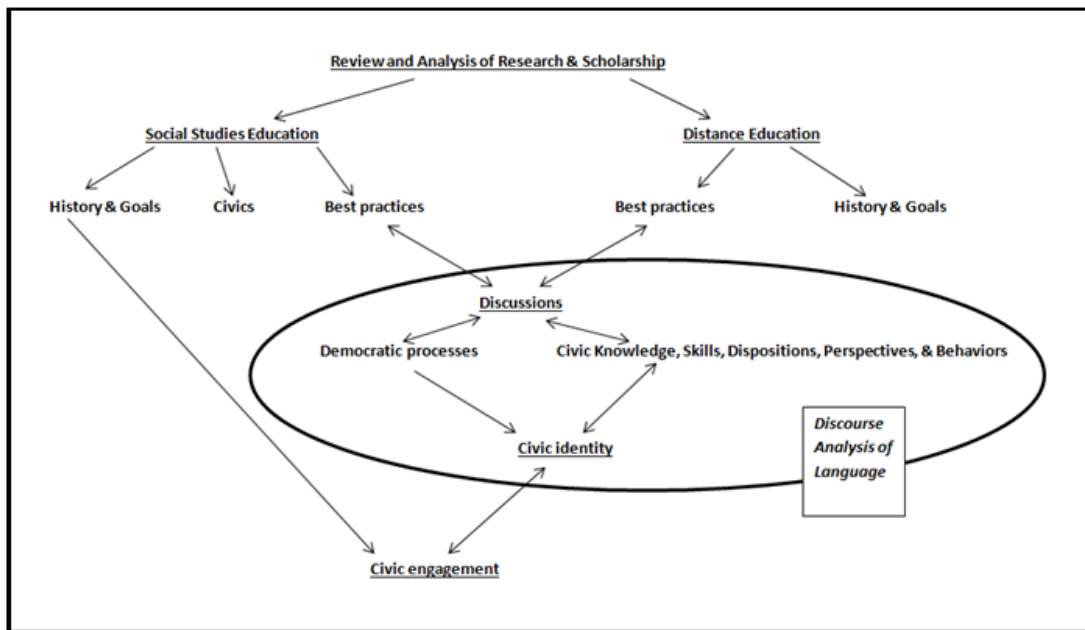 Review and Analysis of Research & Scholarship
Social Studies Education
Distance Education
History & Goals
Civics
Best practices
Best practices
History & Goals
Discussions
Democratic processes
Civic Knowledge, Skills, Dispositions, Perspectives, & Behaviors
Civic identity
Discourse
Analysis of
Language
Civic engagement